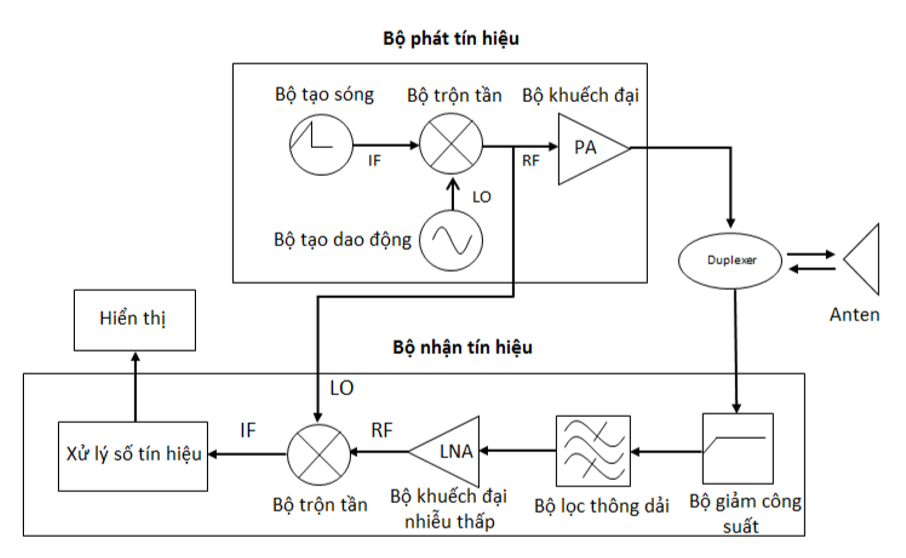 Bộ phát tín hiệu
Bộ tạo sóng
Bộ trộn tần
Bộ khuếch đại
IF
RF
PA
LO
Bộ tạo dao động
Duplexer
Anten
Hiển thị
Bộ nhận tín hiệu
LO
IF
RF
LNA
Xử lý số tín hiệu
Bộ trộn tần
Bộ khuếch đại
nhiễu thấp
Bộ lọc thông dải
Bộ giảm công
suất